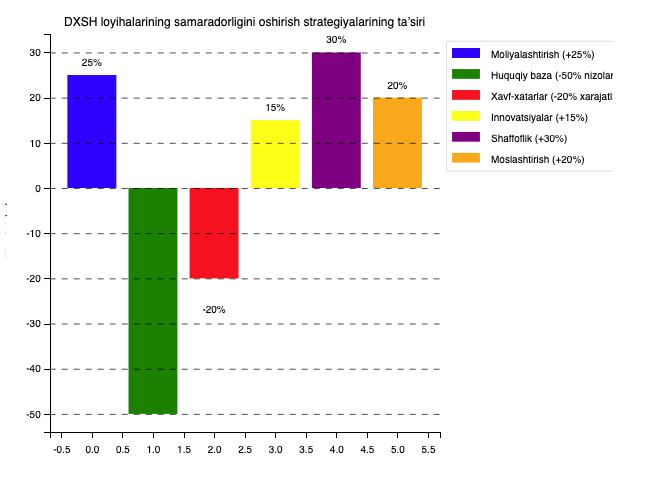 DXSH loyihalarining samaradorligini oshirish strategiyalarining ta'siri
30%
25%
20%
15%
-20%
30
20
10
0
-10
-20
-30
-40
-50
-0.5 0.0 0.5 1.0 1.5 2.0 2.5 3.0 3.5 4.0 4.5 5.0 5.5
Moliyalashtirish (+25%)
Huquqiy baza (-50% nizolar
Xavf-xatarlar (-20% xarajatl
Innovatsiyalar (+15%)
Shaffoflik (+30%)
Moslashtirish (+20%)